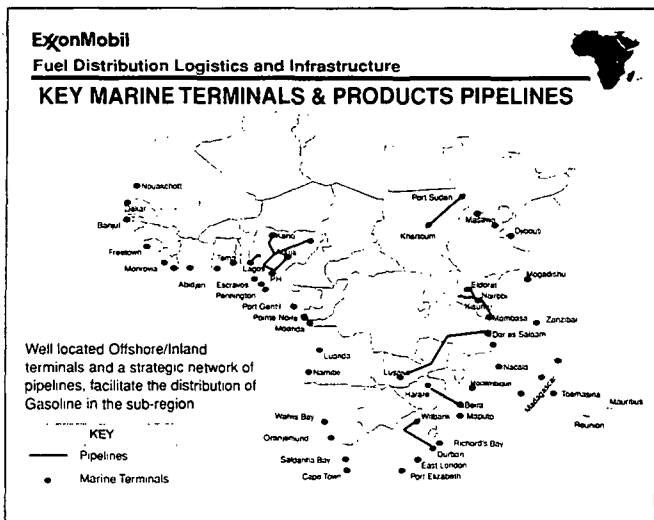 ExxonMobil
Fuel Distribution Logistics and Infrastructure
KEY MARINE TERMINALS & PRODUCTS PIPELINES
Nouakchott
Dakar
Banjul
Freetown
Monrovia
Abidjan
Tema
Lagos
Kano
Abuja
Escravos
PH
Pennington
Port Gentil
Pointe Noire
Moanda
Port Sudan
Khartoum
Massawa
Djibouti
Mogadishu
Eldorat
Nairobi
Kisumu
Mombasa
Zanzibar
Dar es Salaam
Luanda
Namibe
Lusaka
Nacala
Mozambique
Madagascar
Toamasina
Mauritius
Reunion
Harare
Beira
Maputo
Walvis Bay
Witbank
Oranjemund
Richard's Bay
Durban
Saldanha Bay
East London
Cape Town
Port Elizabeth
Well located Offshore/Inland
terminals and a strategic network of
pipelines, facilitate the distribution of
Gasoline in the sub-region
KEY
Pipelines
Marine Terminals